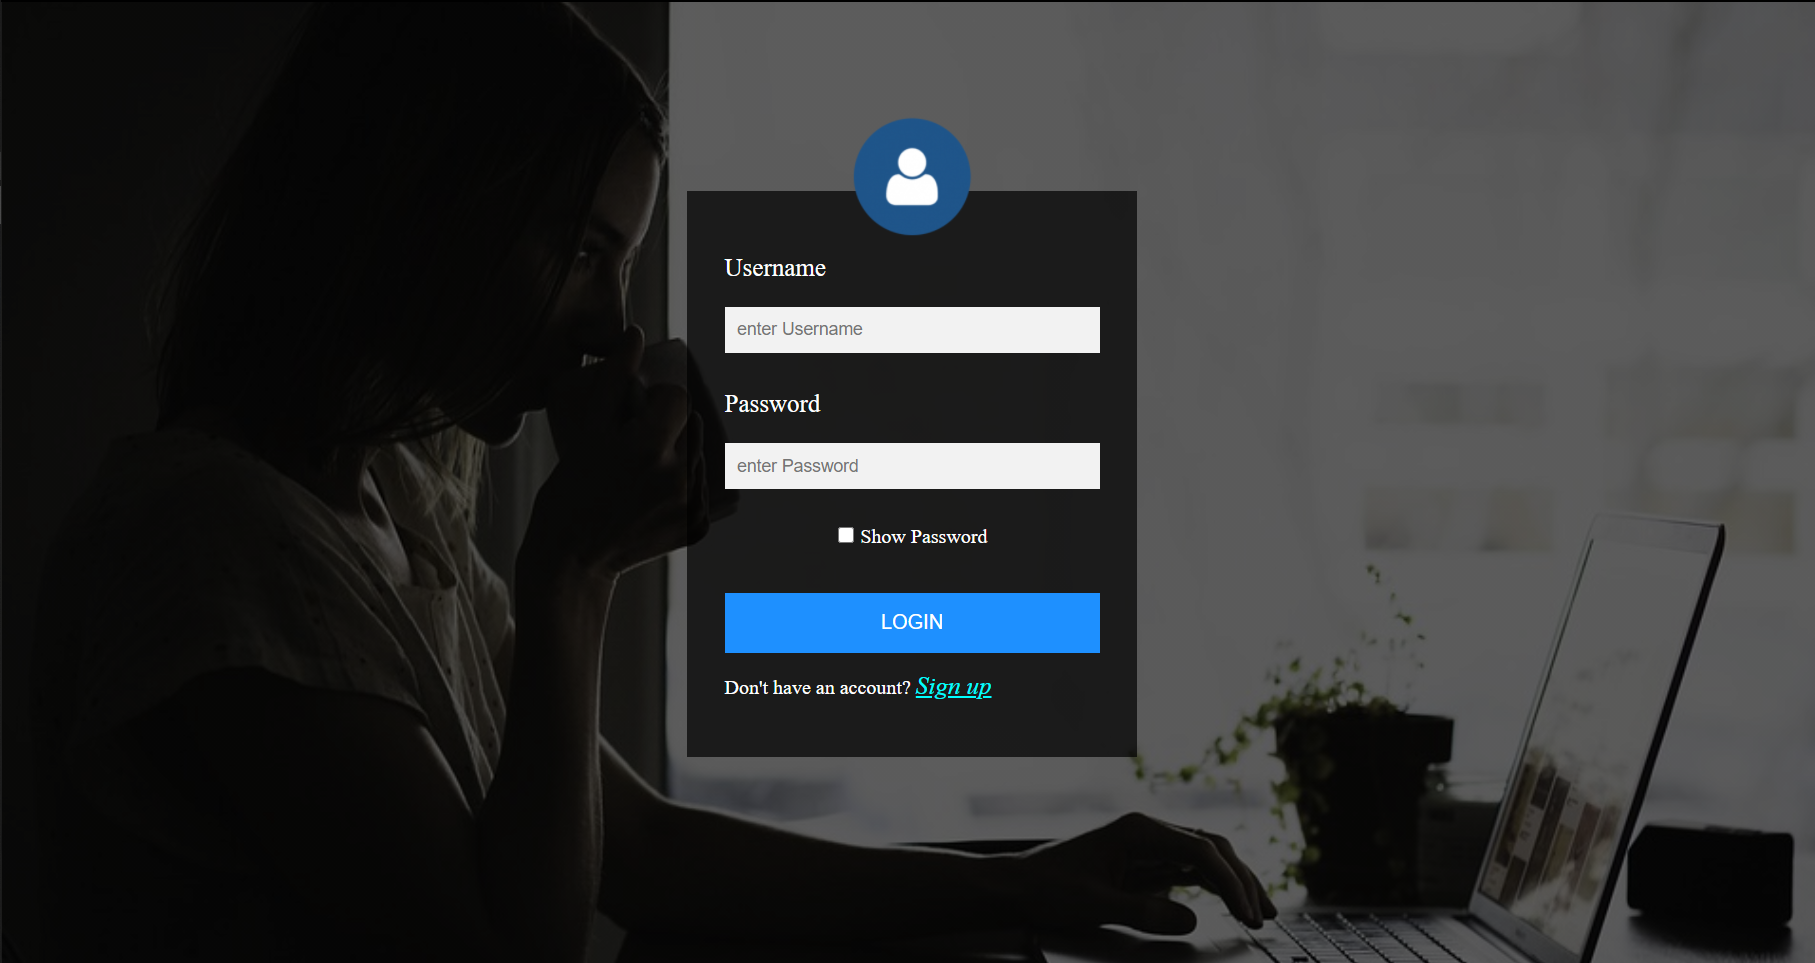 Username
enter Username
Password
enter Password
Show Password
LOGIN
Don't have an account? Sign up